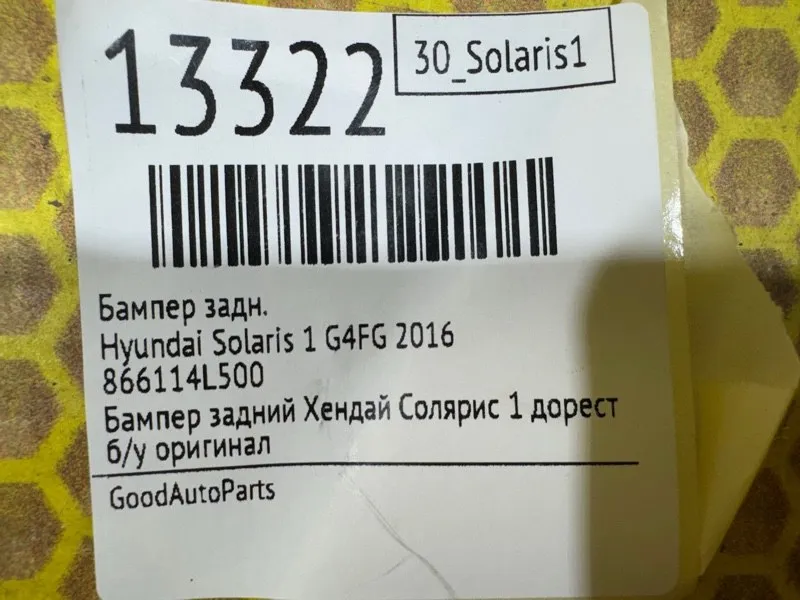 13322
30_Solaris1
Бампер задн.
Hyundai Solaris 1 G4FG 2016
866114L500
Бампер задний Хендай Солярис 1 дорест
б/у оригинал
GoodAutoParts